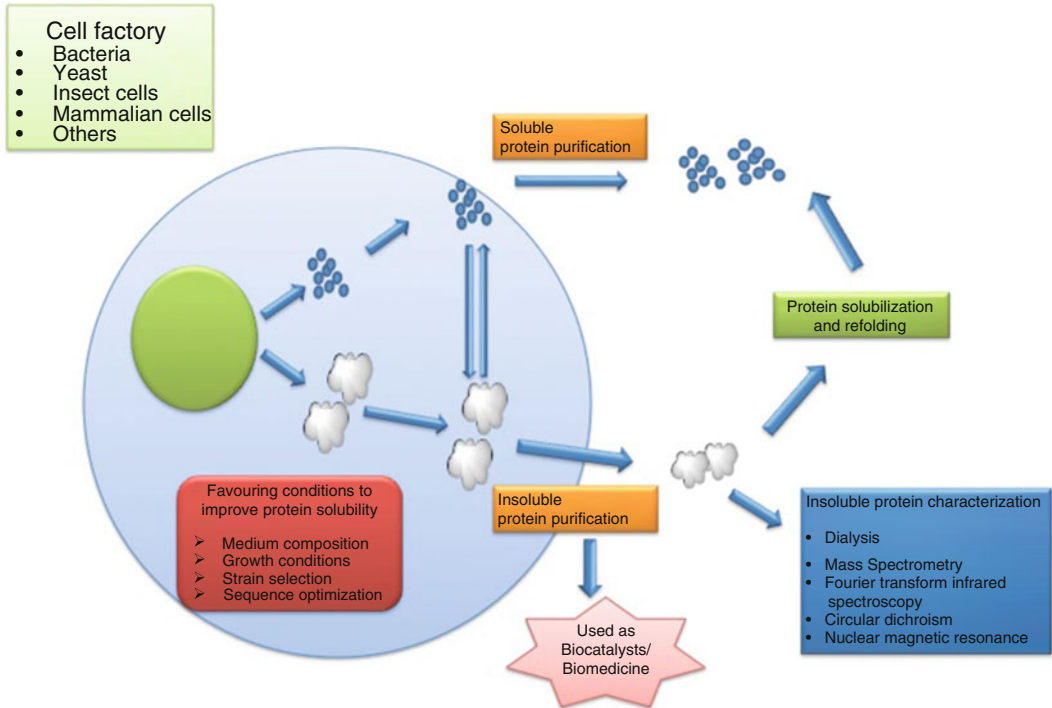 Cell factory
• Bacteria
• Yeast
• Insect cells
• Mammalian cells
• Others
Soluble
protein purification
Protein solubilization
and refolding
Favouring conditions to
improve protein solubility
➢ Medium composition
➢ Growth conditions
➢ Strain selection
➢ Sequence optimization
Insoluble
protein purification
Used as
Biocatalysts/
Biomedicine
Insoluble protein characterization
• Dialysis
• Mass Spectrometry
• Fourier transform infrared
spectroscopy
• Circular dichroism
• Nuclear magnetic resonance